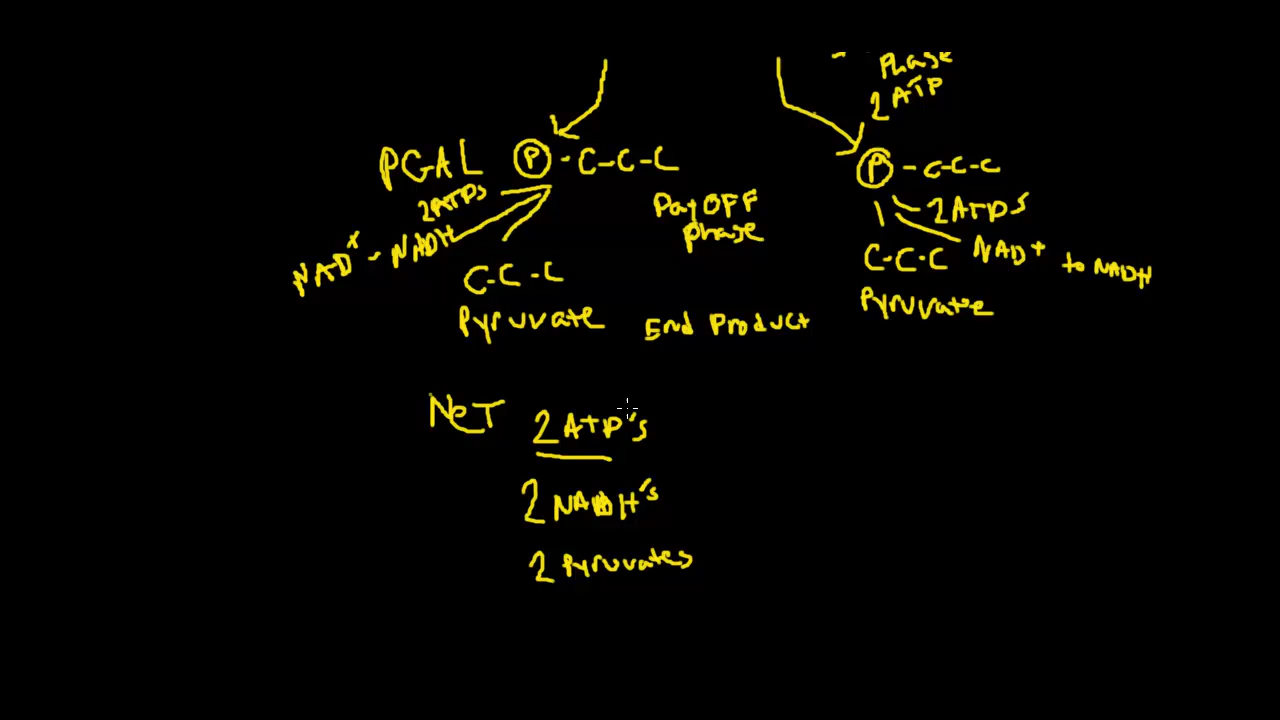 Phase
2 ATP
PGAL P - C - C - C
P - C - C - C
2ATPs
NAD+ - NADH
Pay OFF
phase
2ATPS
NAD+ to NADH
C - C - C
Pyruvate
End Product
C - C - C
Pyruvate
NeT 2 ATP's
2 NADH's
2 Pyruvates